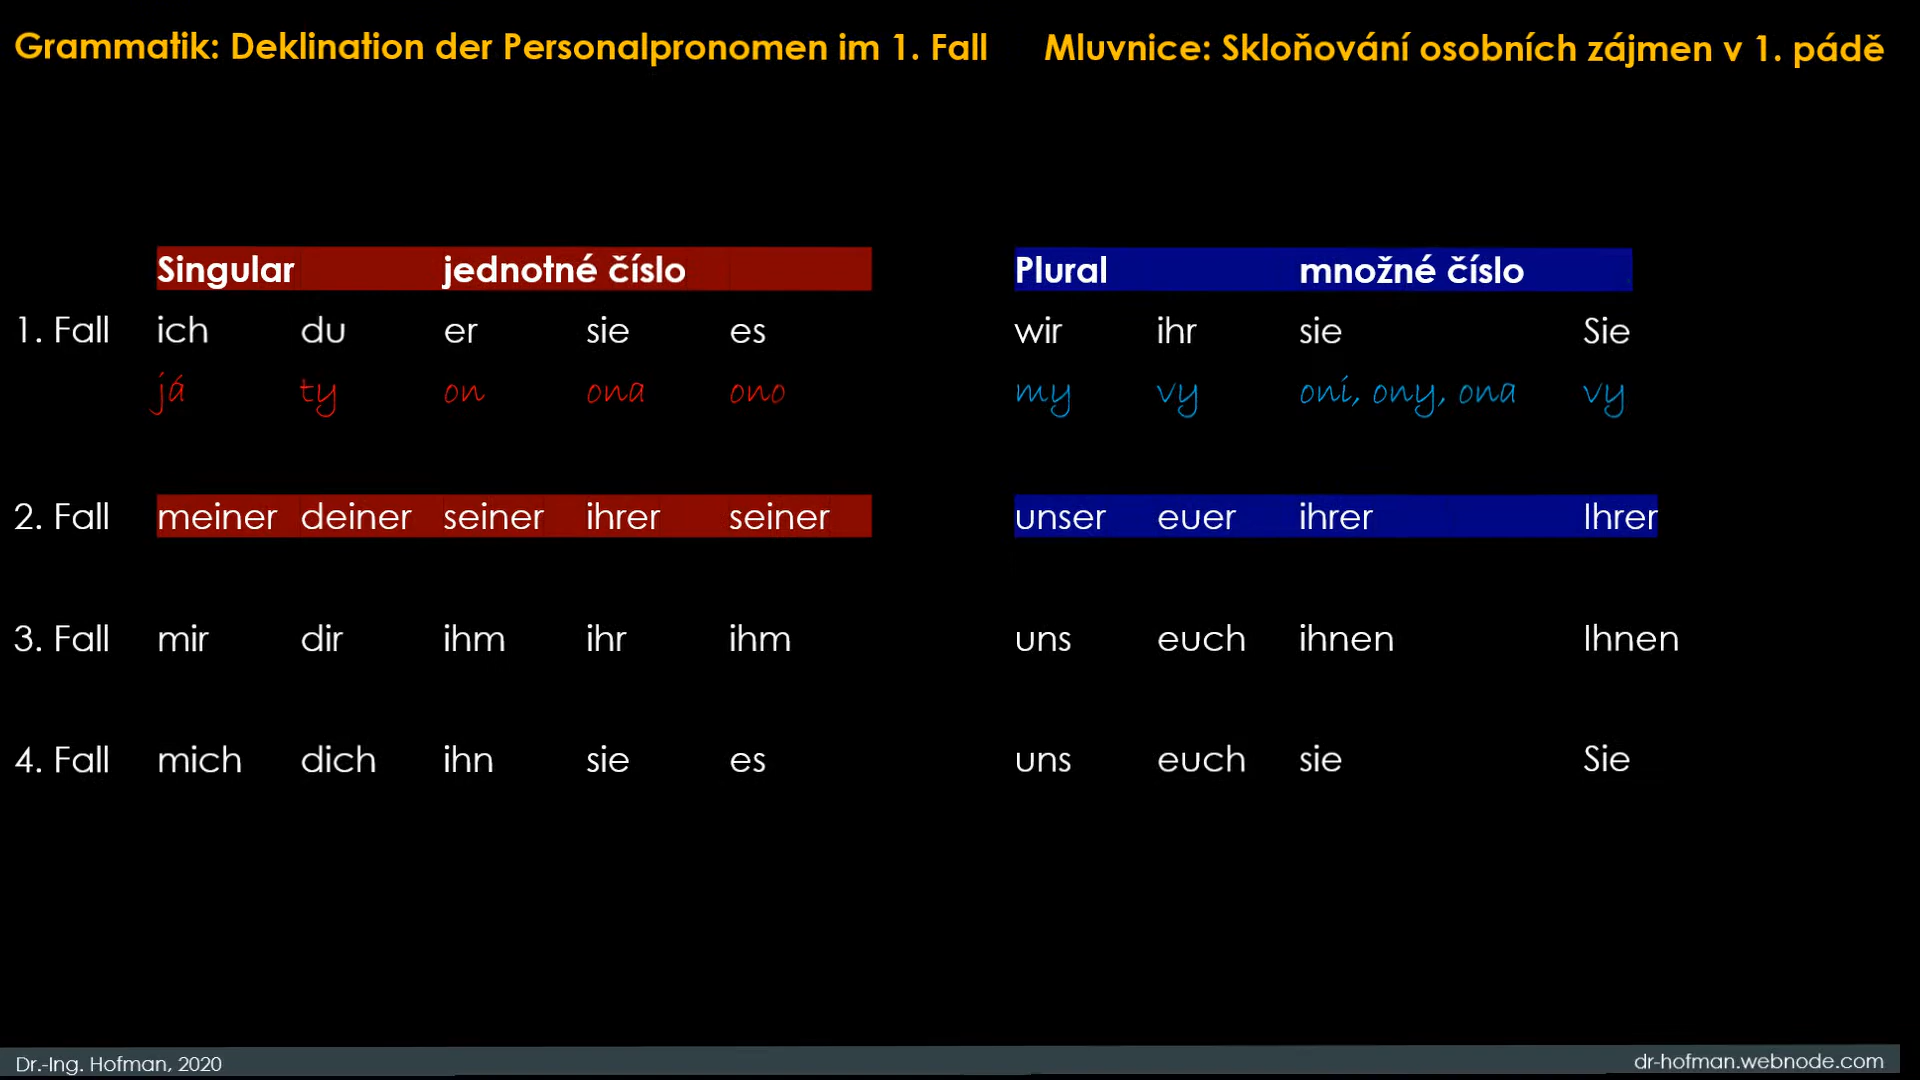 Grammatik: Deklination der Personalpronomen im 1. Fall Mluvnice: Skloňování osobních zájmen v 1. pádě
Singular jednotné číslo Plural množné číslo
1. Fall ich du er sie es wir ihr sie Sie
já ty on ona ono my vy oni, ony, ona vy
2. Fall meiner deiner seiner ihrer seiner unser euer ihrer Ihrer
3. Fall mir dir ihm ihr ihm uns euch ihnen Ihnen
4. Fall mich dich ihn sie es uns euch sie Sie
Dr.-Ing. Hofman, 2020 dr-hofman.webnode.com